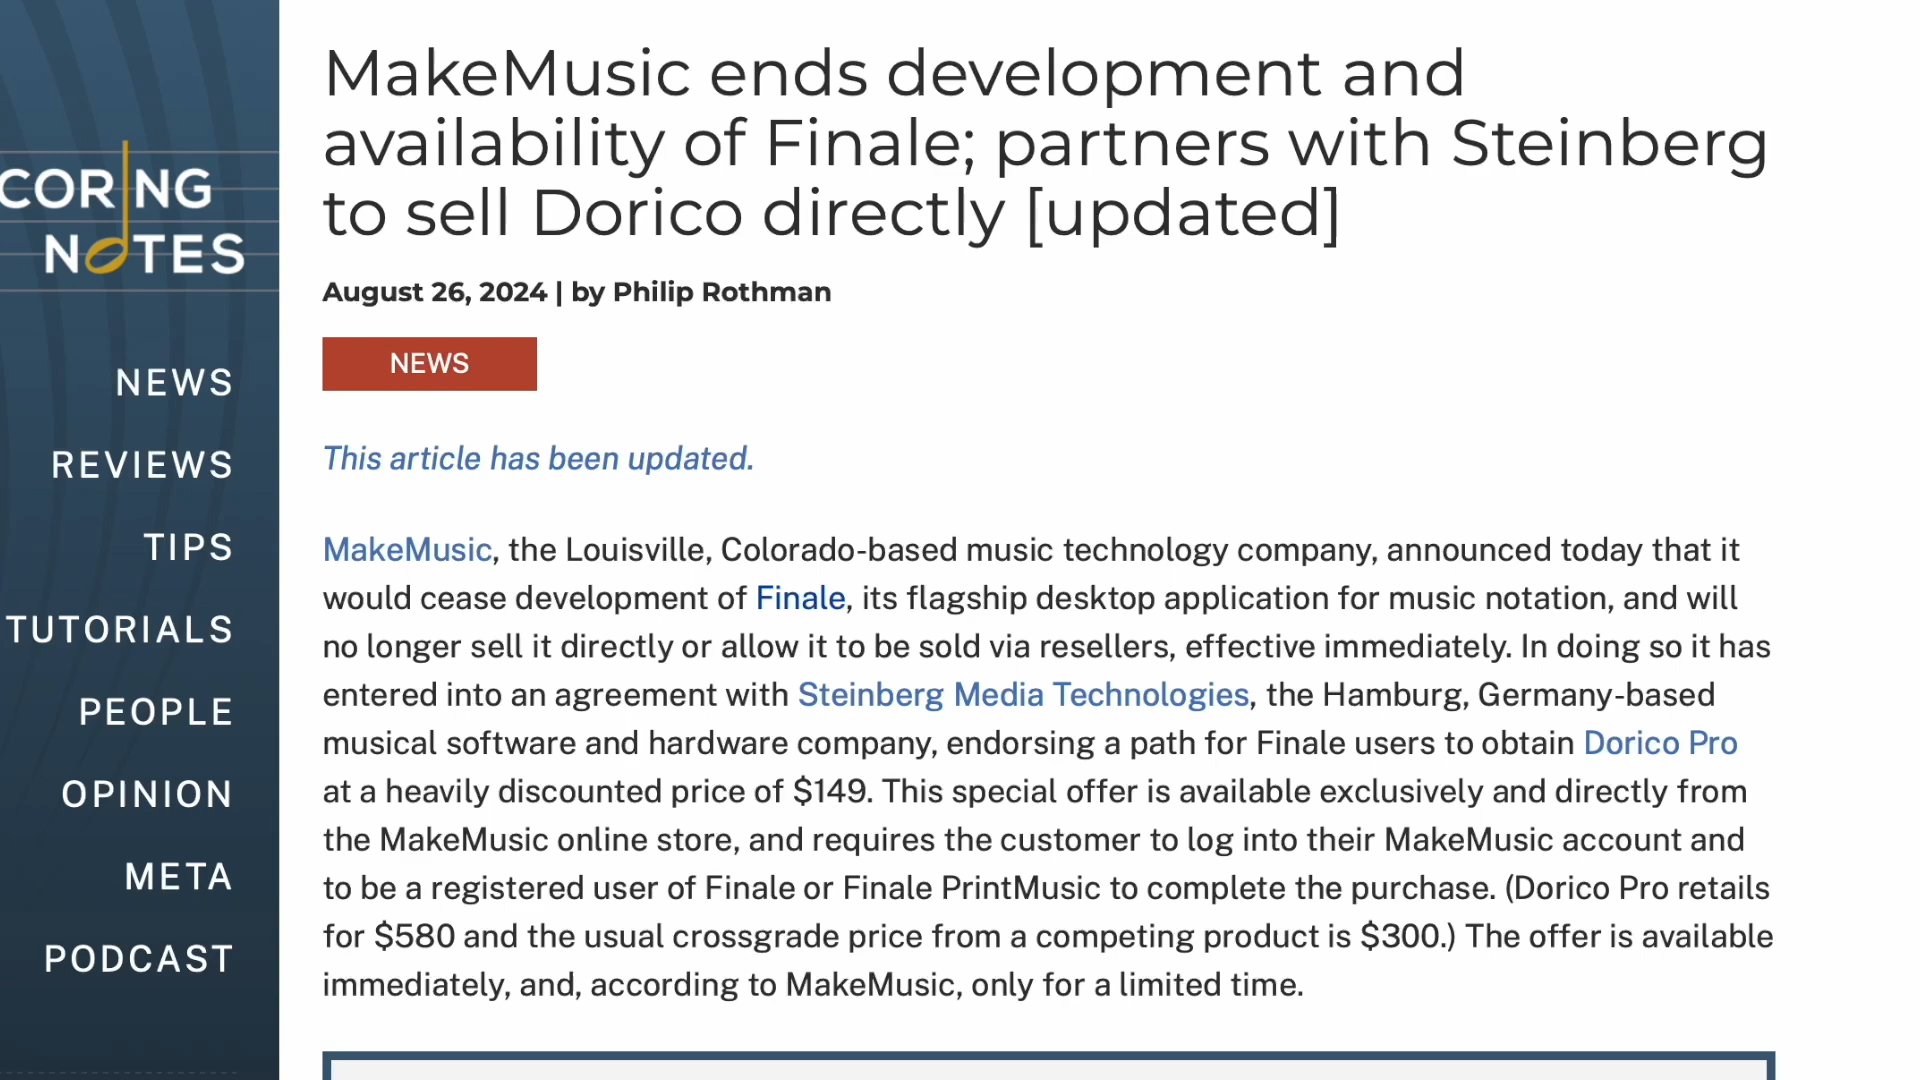 CORING
NOTES
NEWS
REVIEWS
TIPS
TUTORIALS
PEOPLE
OPINION
META
PODCAST
MakeMusic ends development and
availability of Finale; partners with Steinberg
to sell Dorico directly [updated]
August 26, 2024 | by Philip Rothman
NEWS
This article has been updated.
MakeMusic, the Louisville, Colorado-based music technology company, announced today that it
would cease development of Finale, its flagship desktop application for music notation, and will
no longer sell it directly or allow it to be sold via resellers, effective immediately. In doing so it has
entered into an agreement with Steinberg Media Technologies, the Hamburg, Germany-based
musical software and hardware company, endorsing a path for Finale users to obtain Dorico Pro
at a heavily discounted price of $149. This special offer is available exclusively and directly from
the MakeMusic online store, and requires the customer to log into their MakeMusic account and
to be a registered user of Finale or Finale PrintMusic to complete the purchase. (Dorico Pro retails
for $580 and the usual crossgrade price from a competing product is $300.) The offer is available
immediately, and, according to MakeMusic, only for a limited time.